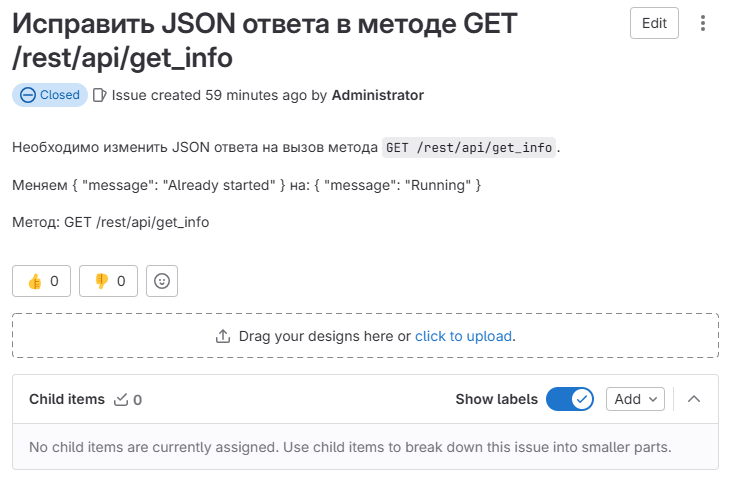 Исправить JSON ответа в методе GET
/rest/api/get_info
Edit
Closed Issue created 59 minutes ago by Administrator
Необходимо изменить JSON ответа на вызов метода GET /rest/api/get_info.
Меняем { "message": "Already started" } на: { "message": "Running" }
Метод: GET /rest/api/get_info
👍 0 👎 0
Drag your designs here or click to upload.
Child items 0 Show labels Add
No child items are currently assigned. Use child items to break down this issue into smaller parts.